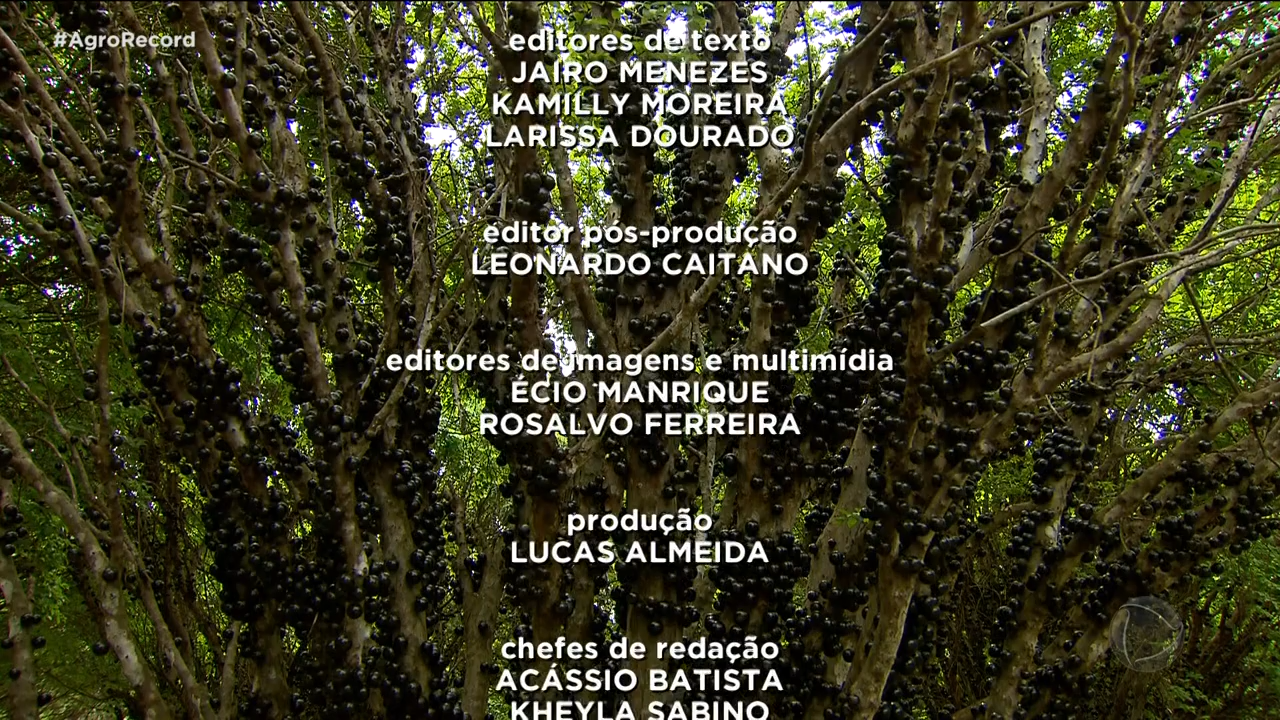 #AgroRecord
editores de texto
JAIRO MENEZES
KAMILLY MOREIRA
LARISSA DOURADO
editor pós-produção
LEONARDO CAITANO
editores de imagens e multimídia
ÉCIO MANRIQUE
ROSALVO FERREIRA
produção
LUCAS ALMEIDA
chefes de redação
ACÁSSIO BATISTA
KHEYLA SABINO